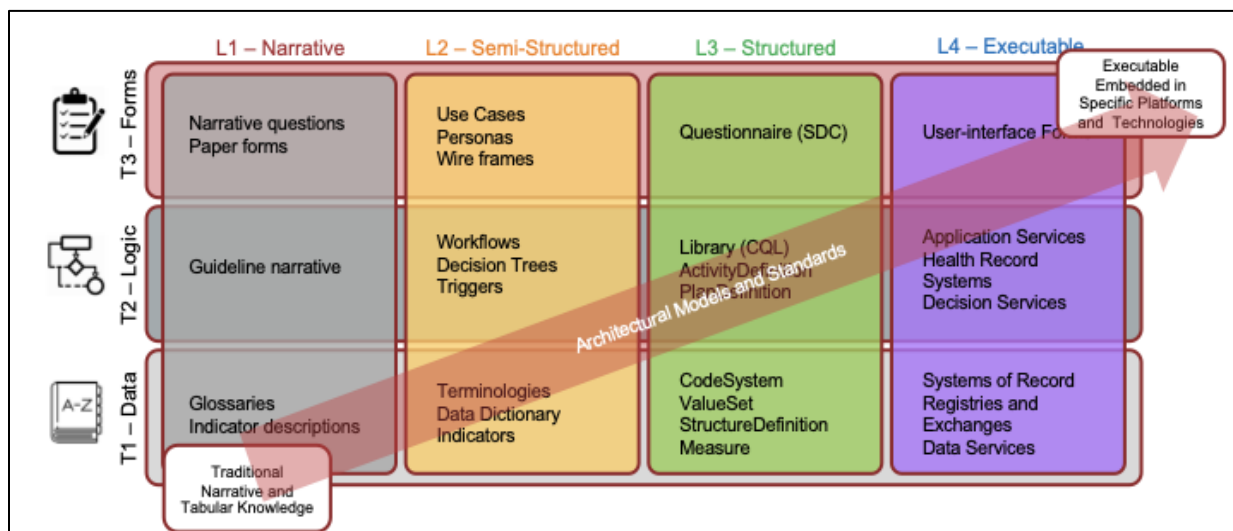 L1 – Narrative
L2 – Semi-Structured
L3 – Structured
L4 – Executable
Executable
Embedded in
Specific Platforms
and Technologies
T3 – Forms
Narrative questions
Paper forms
Use Cases
Personas
Wire frames
Questionnaire (SDC)
User-interface
T2 – Logic
Guideline narrative
Workflows
Decision Trees
Triggers
Library (CQL)
ActivityDefinition
PlanDefinition
Application Services
Health Record
Systems
Decision Services
Architectural Models and Standards
A-Z
T1 – Data
Glossaries
Indicator descriptions
Terminologies
Data Dictionary
Indicators
CodeSystem
ValueSet
StructureDefinition
Measure
Systems of Record
Registries and
Exchanges
Data Services
Traditional
Narrative and
Tabular Knowledge